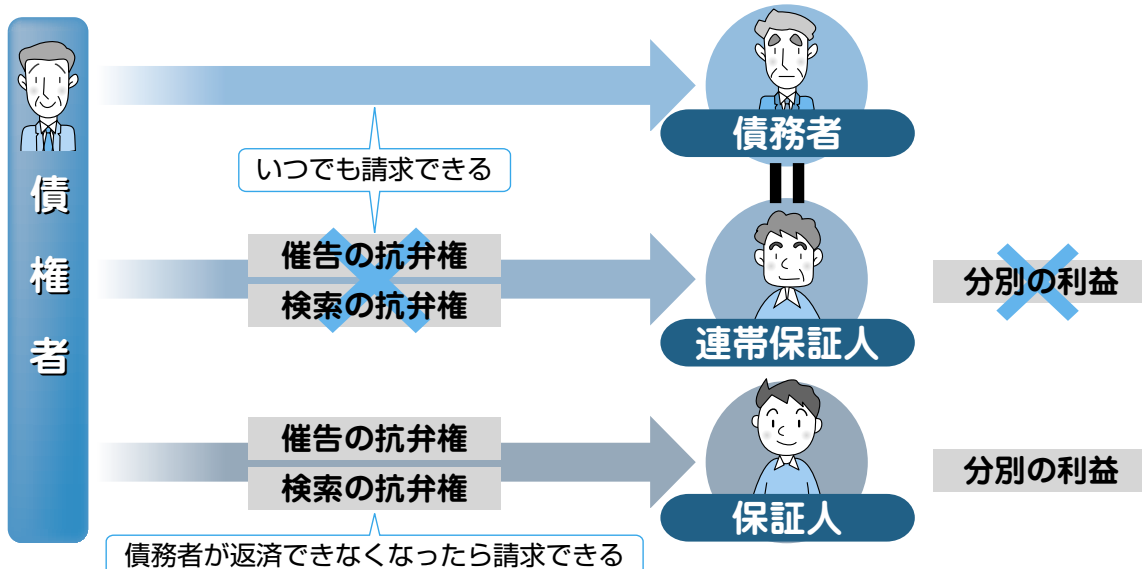 債権者
債務者
いつでも請求できる
催告の抗弁権
検索の抗弁権
連帯保証人
分別の利益
催告の抗弁権
検索の抗弁権
保証人
分別の利益
債務者が返済できなくなったら請求できる